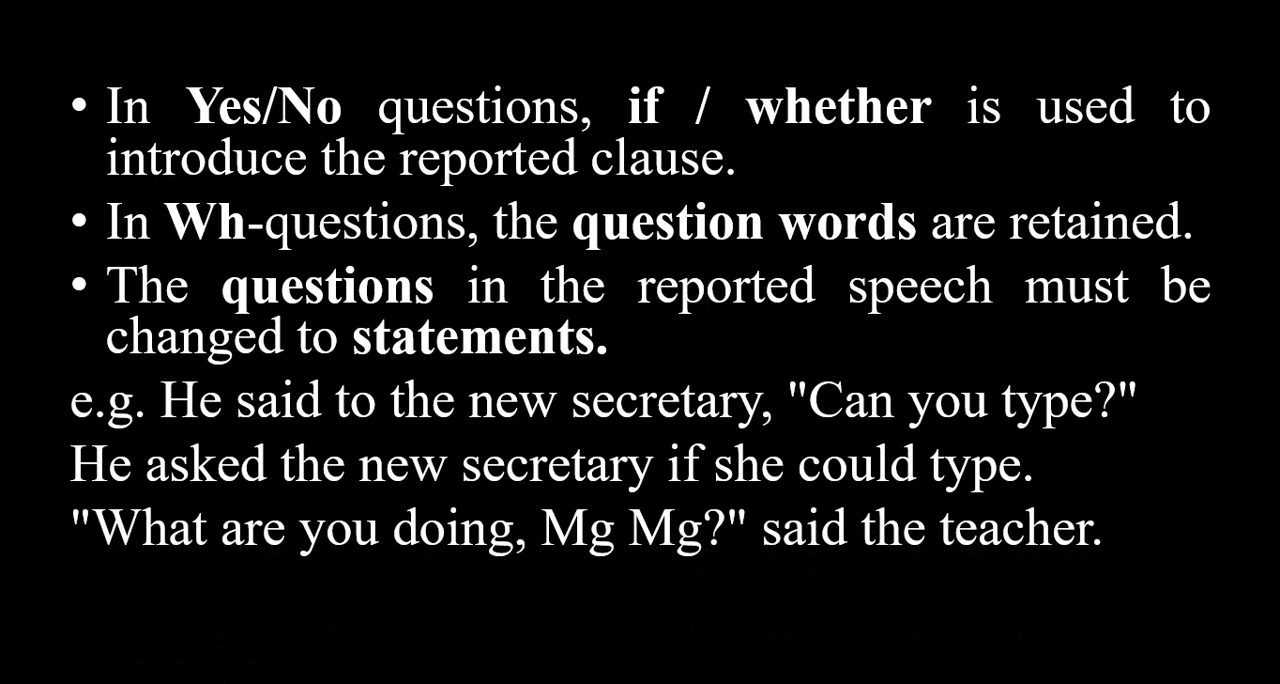 • In Yes/No questions, if / whether is used to
introduce the reported clause.
• In Wh-questions, the question words are retained.
• The questions in the reported speech must be
changed to statements.
e.g. He said to the new secretary, "Can you type?"
He asked the new secretary if she could type.
"What are you doing, Mg Mg?" said the teacher.